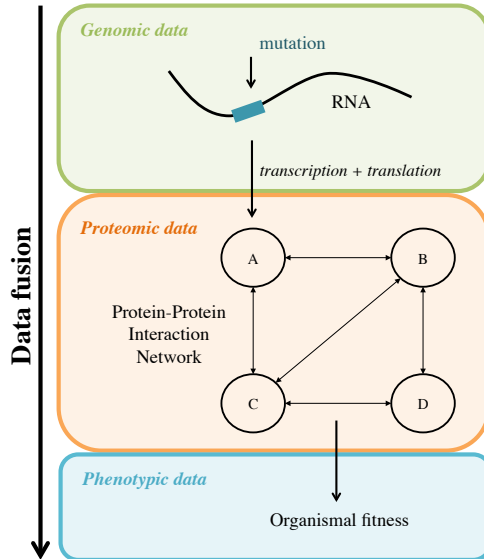 Genomic data
mutation
RNA
transcription + translation
Proteomic data
A
B
Protein-Protein
Interaction
Network
C
D
Data fusion
Phenotypic data
Organismal fitness